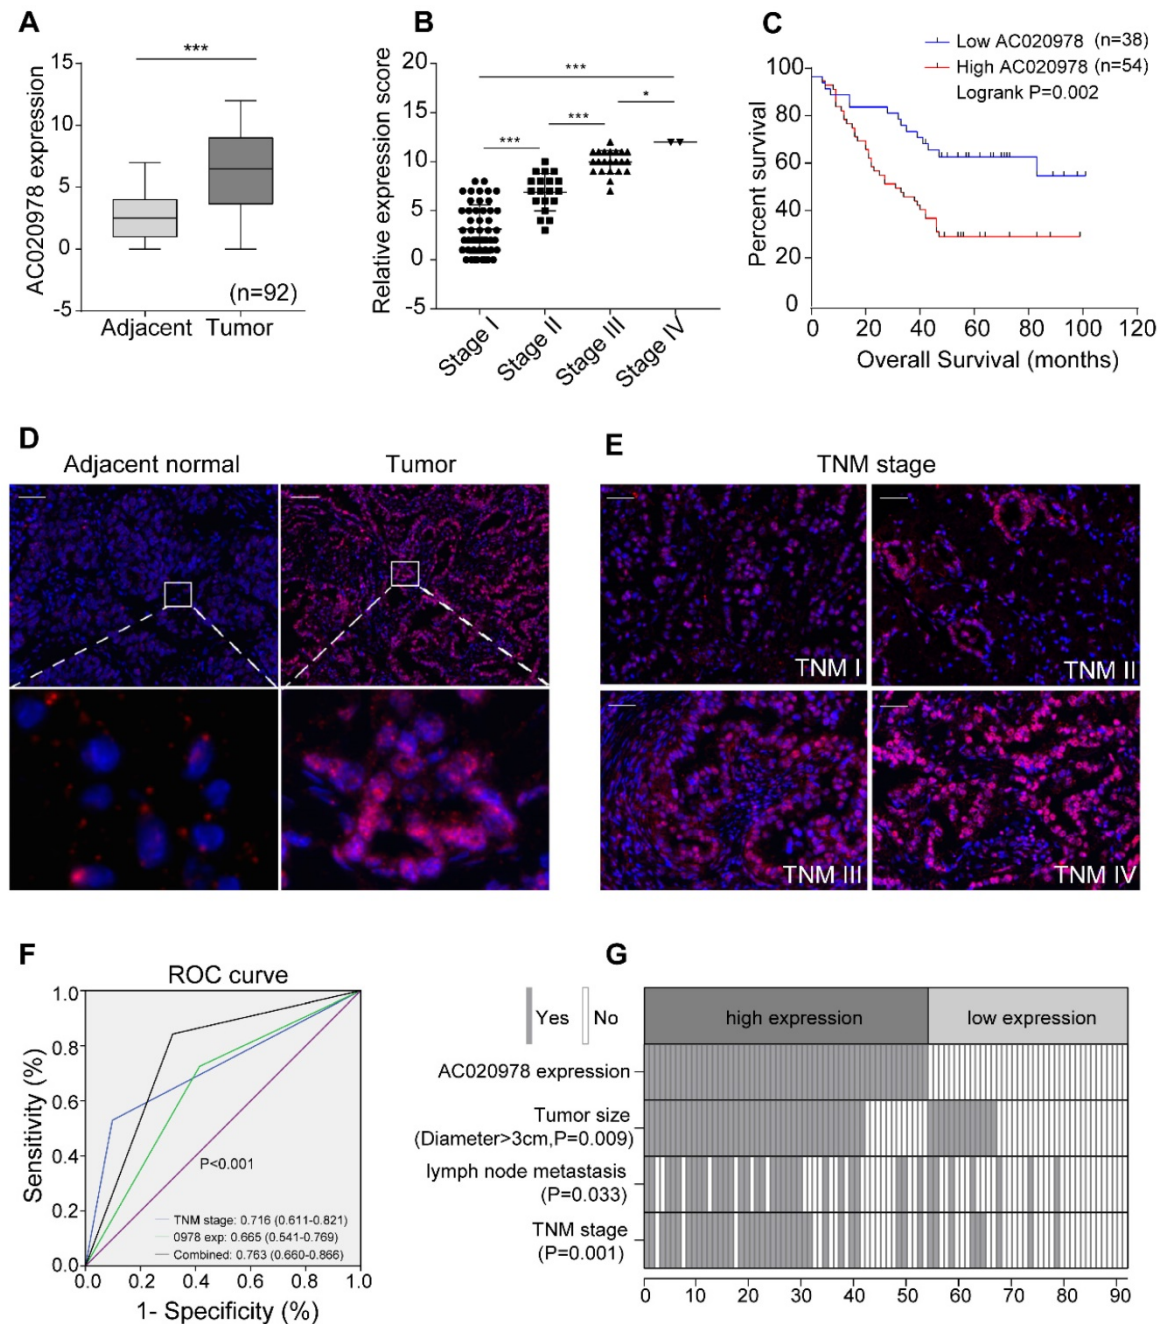 A
***
AC020978 expression
15
10
5
0
-5
(n=92)
Adjacent
Tumor
B
***
*
***
***
Relative expression score
20
15
10
5
0
-5
Stage I
Stage II
Stage III
Stage IV
C
Low AC020978 (n=38)
High AC020978 (n=54)
Logrank P=0.002
Percent survival
100
80
60
40
20
0
0 20 40 60 80 100 120
Overall Survival (months)
D
Adjacent normal
Tumor
E
TNM stage
TNM I
TNM II
TNM III
TNM IV
F
ROC curve
Sensitivity (%)
1.0
0.8
0.6
0.4
0.2
0.0
P<0.001
TNM stage: 0.716 (0.611-0.821)
0978 exp: 0.665 (0.541-0.769)
Combined: 0.763 (0.660-0.866)
0.0 0.2 0.4 0.6 0.8 1.0
1- Specificity (%)
G
Yes
No
high expression
low expression
AC020978 expression
Tumor size
(Diameter>3cm,P=0.009)
lymph node metastasis
(P=0.033)
TNM stage
(P=0.001)
0 10 20 30 40 50 60 70 80 90